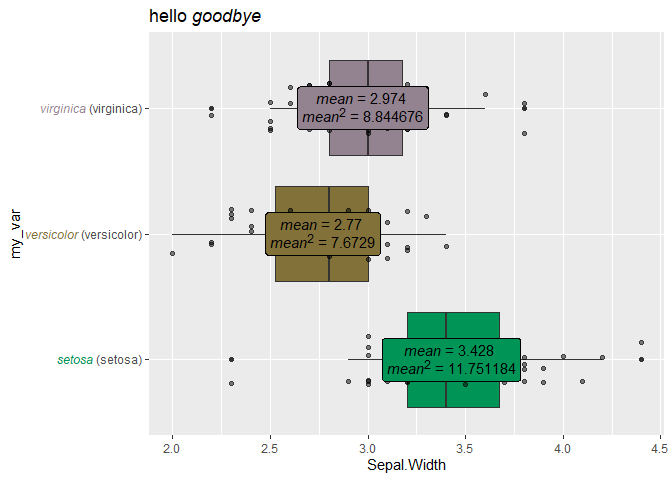 hello goodbye
virginica (virginica)
mean = 2.974
mean² = 8.844676
my_var
versicolor (versicolor)
mean = 2.77
mean² = 7.6729
setosa (setosa)
mean = 3.428
mean² = 11.751184
2.0 2.5 3.0 3.5 4.0 4.5
Sepal.Width